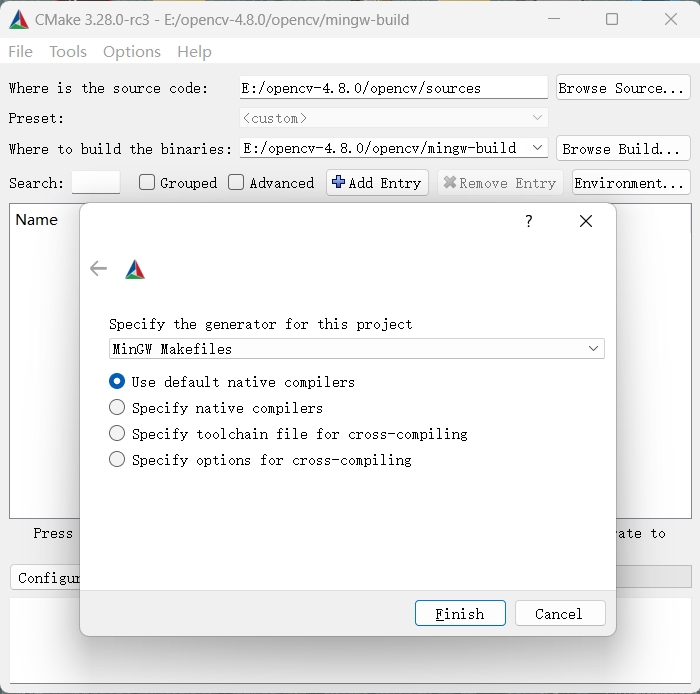 CMake 3.28.0-rc3 - E:/opencv-4.8.0/opencv/mingw-build
File Tools Options Help
Where is the source code: E:/opencv-4.8.0/opencv/sources Browse Source...
Preset: <custom>
Where to build the binaries: E:/opencv-4.8.0/opencv/mingw-build Browse Build...
Search: Grouped Advanced Add Entry Remove Entry Environment...
Name
?
Specify the generator for this project
MinGW Makefiles
Use default native compilers
Specify native compilers
Specify toolchain file for cross-compiling
Specify options for cross-compiling
Press ate to
Configur
Finish Cancel